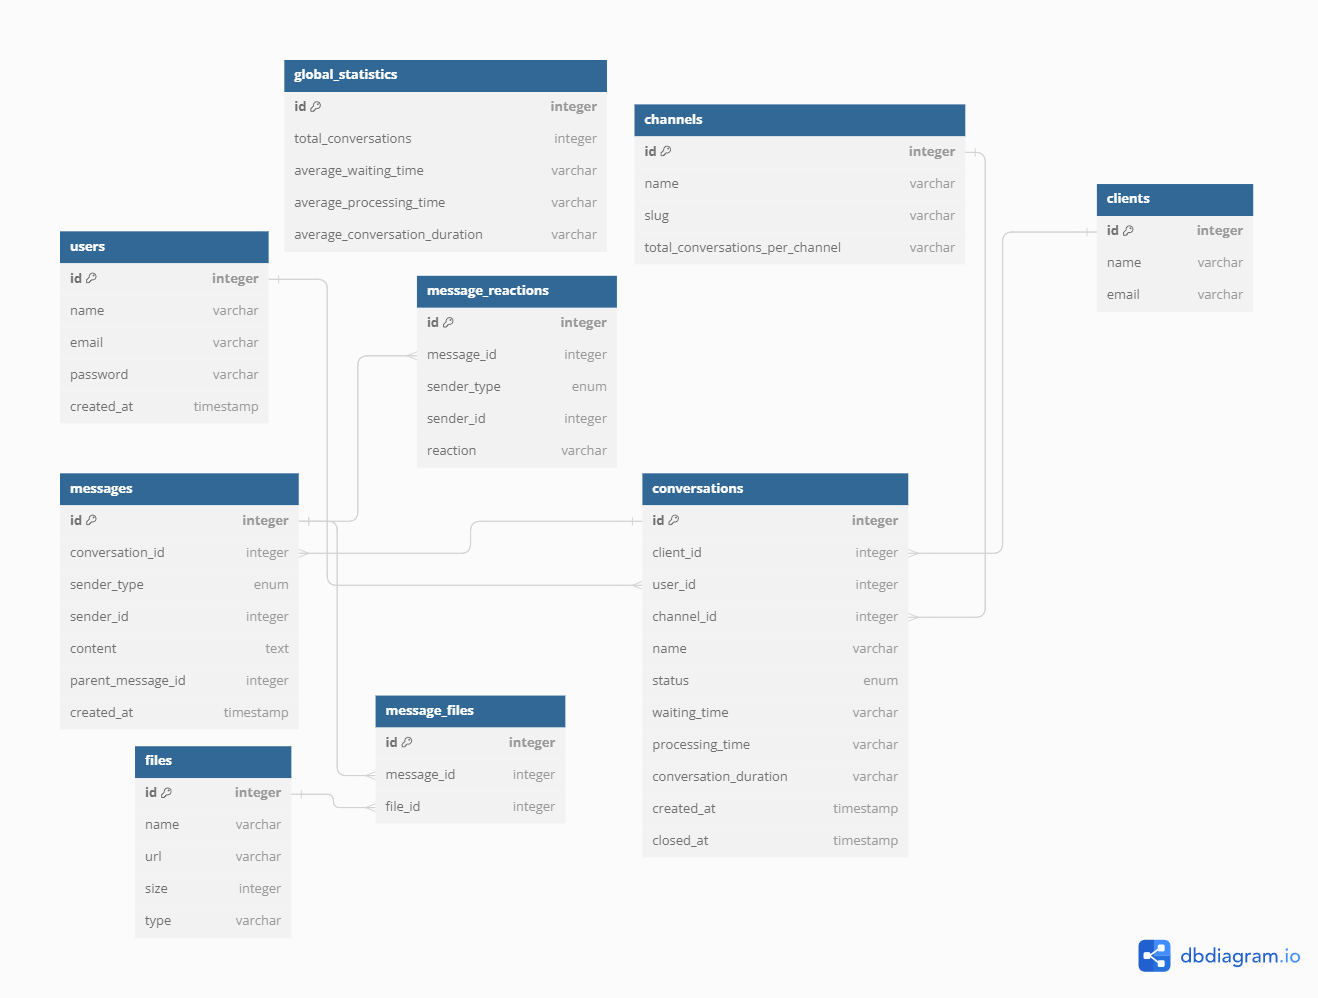 global_statistics
id integer
total_conversations integer
average_waiting_time varchar
average_processing_time varchar
average_conversation_duration varchar
channels
id integer
name varchar
slug varchar
total_conversations_per_channel varchar
clients
id integer
name varchar
email varchar
users
id integer
name varchar
email varchar
password varchar
created_at timestamp
message_reactions
id integer
message_id integer
sender_type enum
sender_id integer
reaction varchar
messages
id integer
conversation_id integer
sender_type enum
sender_id integer
content text
parent_message_id integer
created_at timestamp
conversations
id integer
client_id integer
user_id integer
channel_id integer
name varchar
status enum
waiting_time varchar
processing_time varchar
conversation_duration varchar
created_at timestamp
closed_at timestamp
message_files
id integer
message_id integer
file_id integer
files
id integer
name varchar
url varchar
size integer
type varchar
dbdiagram.io